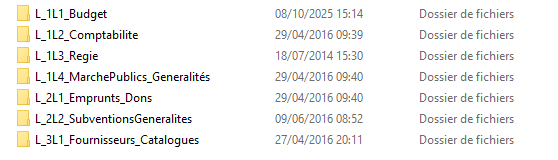 L_1L1_Budget 08/10/2025 15:14 Dossier de fichiers
L_1L2_Comptabilite 29/04/2016 09:39 Dossier de fichiers
L_1L3_Regie 18/07/2014 15:30 Dossier de fichiers
L_1L4_MarchePublics_Generalités 29/04/2016 09:40 Dossier de fichiers
L_2L1_Emprunts_Dons 29/04/2016 09:40 Dossier de fichiers
L_2L2_SubventionsGeneralites 09/06/2016 08:52 Dossier de fichiers
L_3L1_Fournisseurs_Catalogues 27/04/2016 20:11 Dossier de fichiers